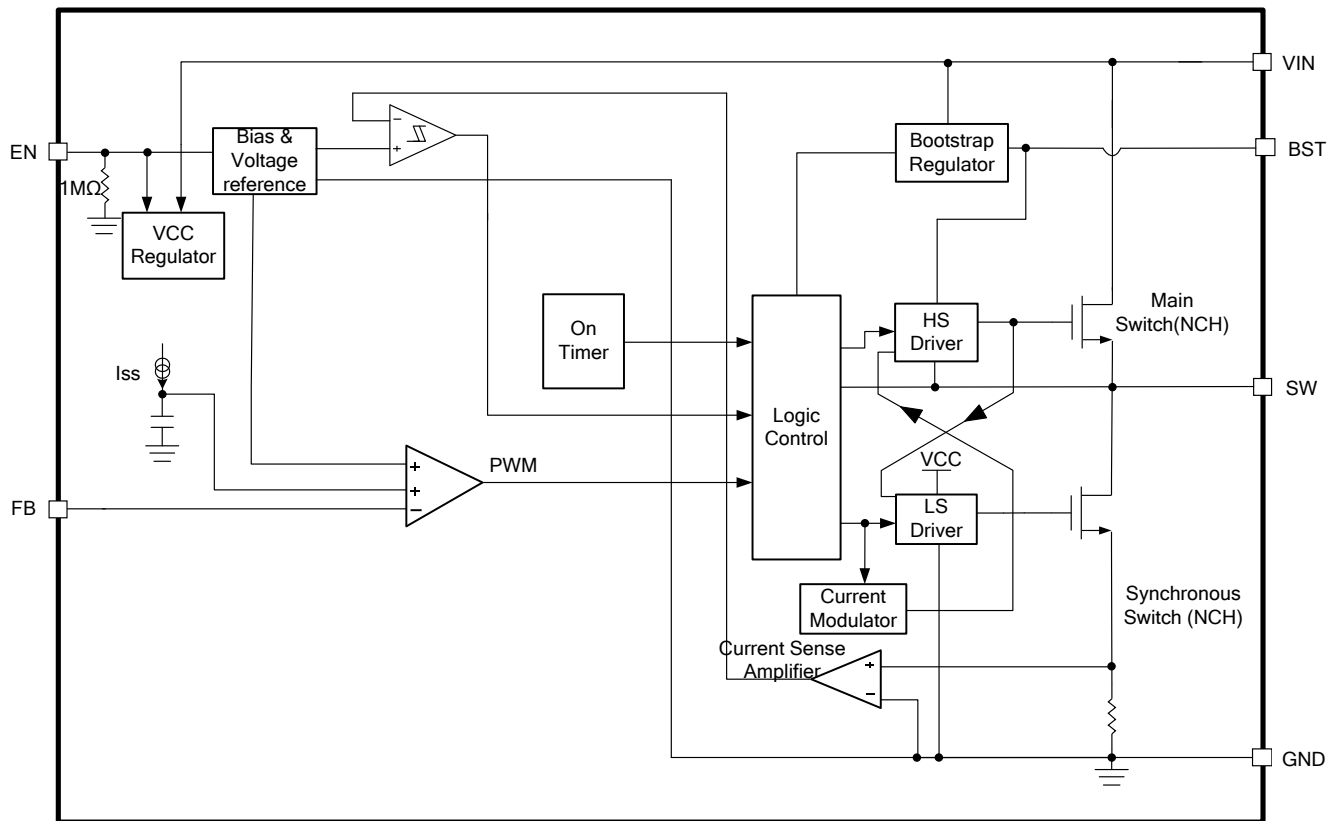 VIN
EN
Bias &
Voltage
reference
Bootstrap
Regulator
BST
1MΩ
VCC
Regulator
−
+
On
Timer
HS
Driver
Main
Switch(NCH)
Iss
SW
Logic
Control
VCC
PWM
+
+
−
FB
LS
Driver
Current
Modulator
Synchronous
Switch (NCH)
Current Sense
Amplifier
+
−
GND